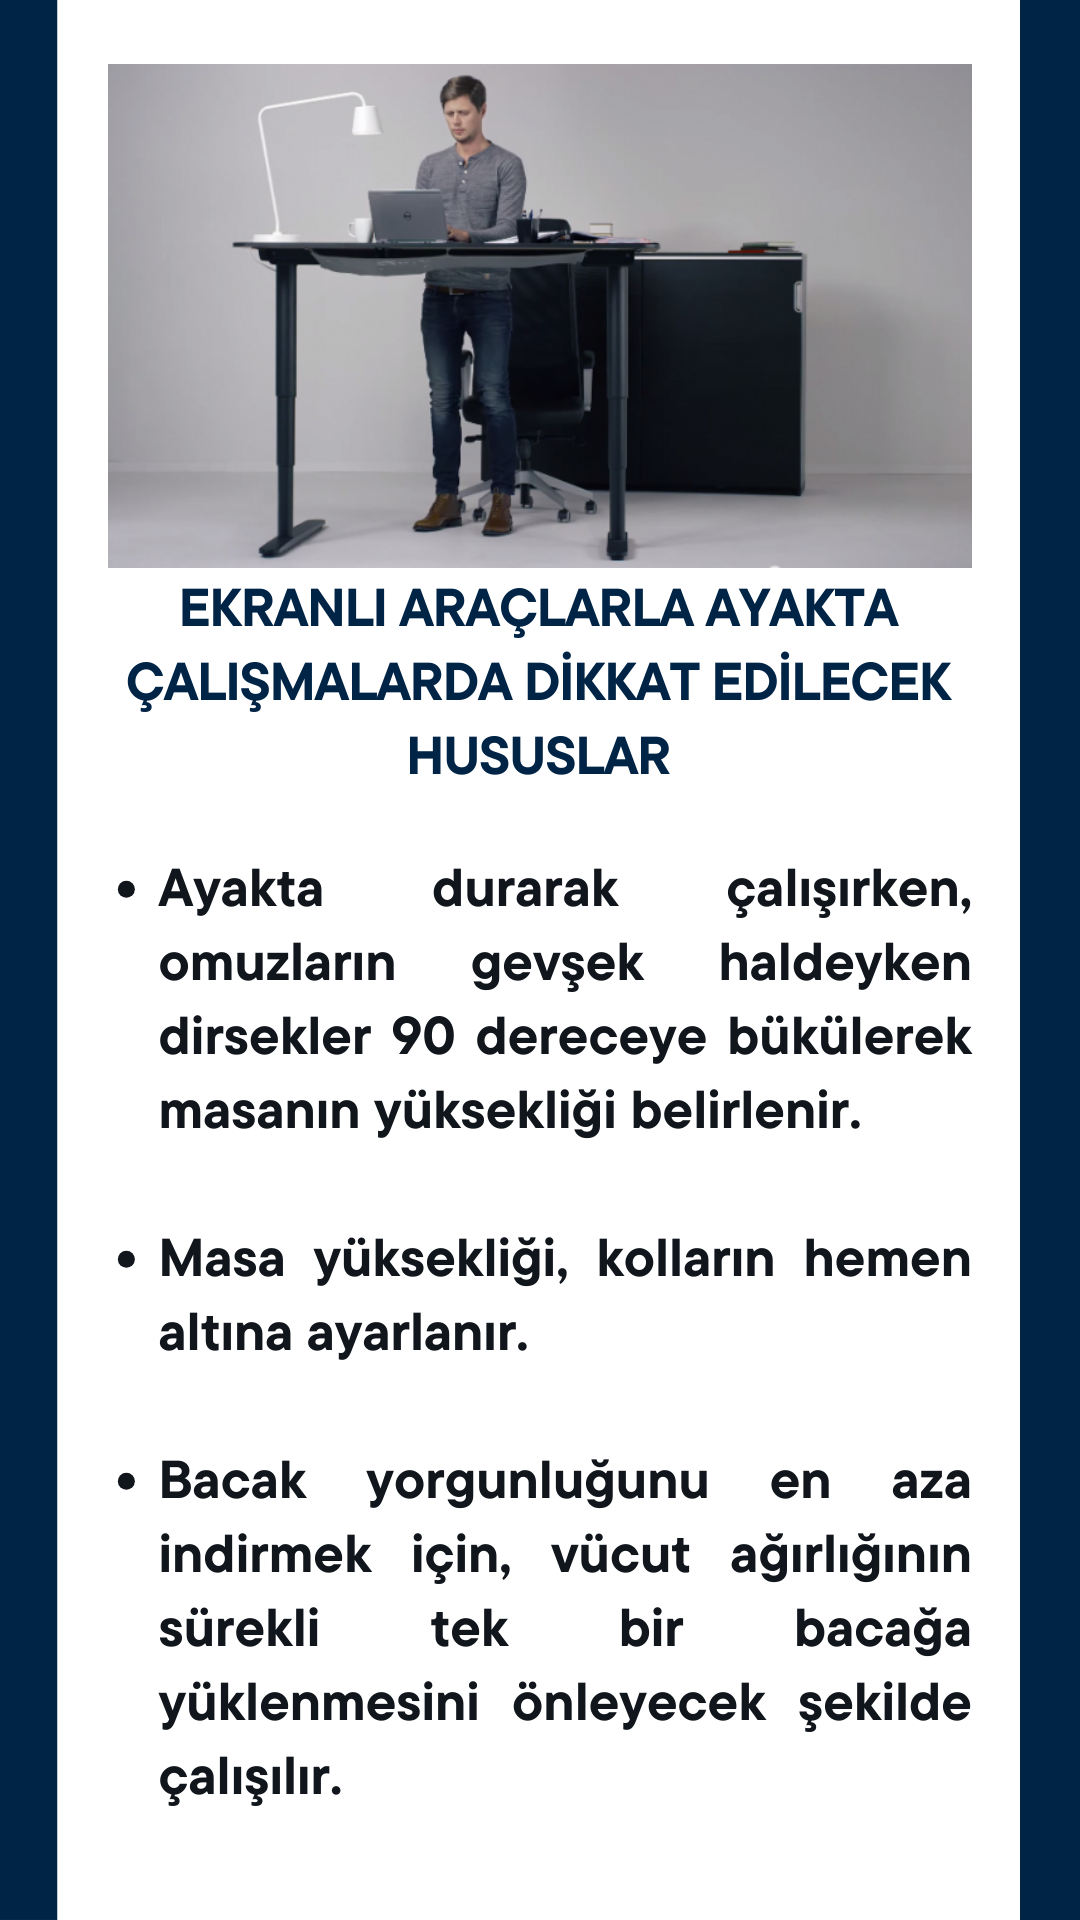 EKRANLI ARAÇLARLA AYAKTA
ÇALIŞMALARDA DİKKAT EDİLECEK
HUSUSLAR
• Ayakta durarak çalışırken,
omuzların gevşek haldeyken
dirsekler 90 dereceye bükülerek
masanın yüksekliği belirlenir.
• Masa yüksekliği, kolların hemen
altına ayarlanır.
• Bacak yorgunluğunu en aza
indirmek için, vücut ağırlığının
sürekli tek bir bacağa
yüklenmesini önleyecek şekilde
çalışılır.